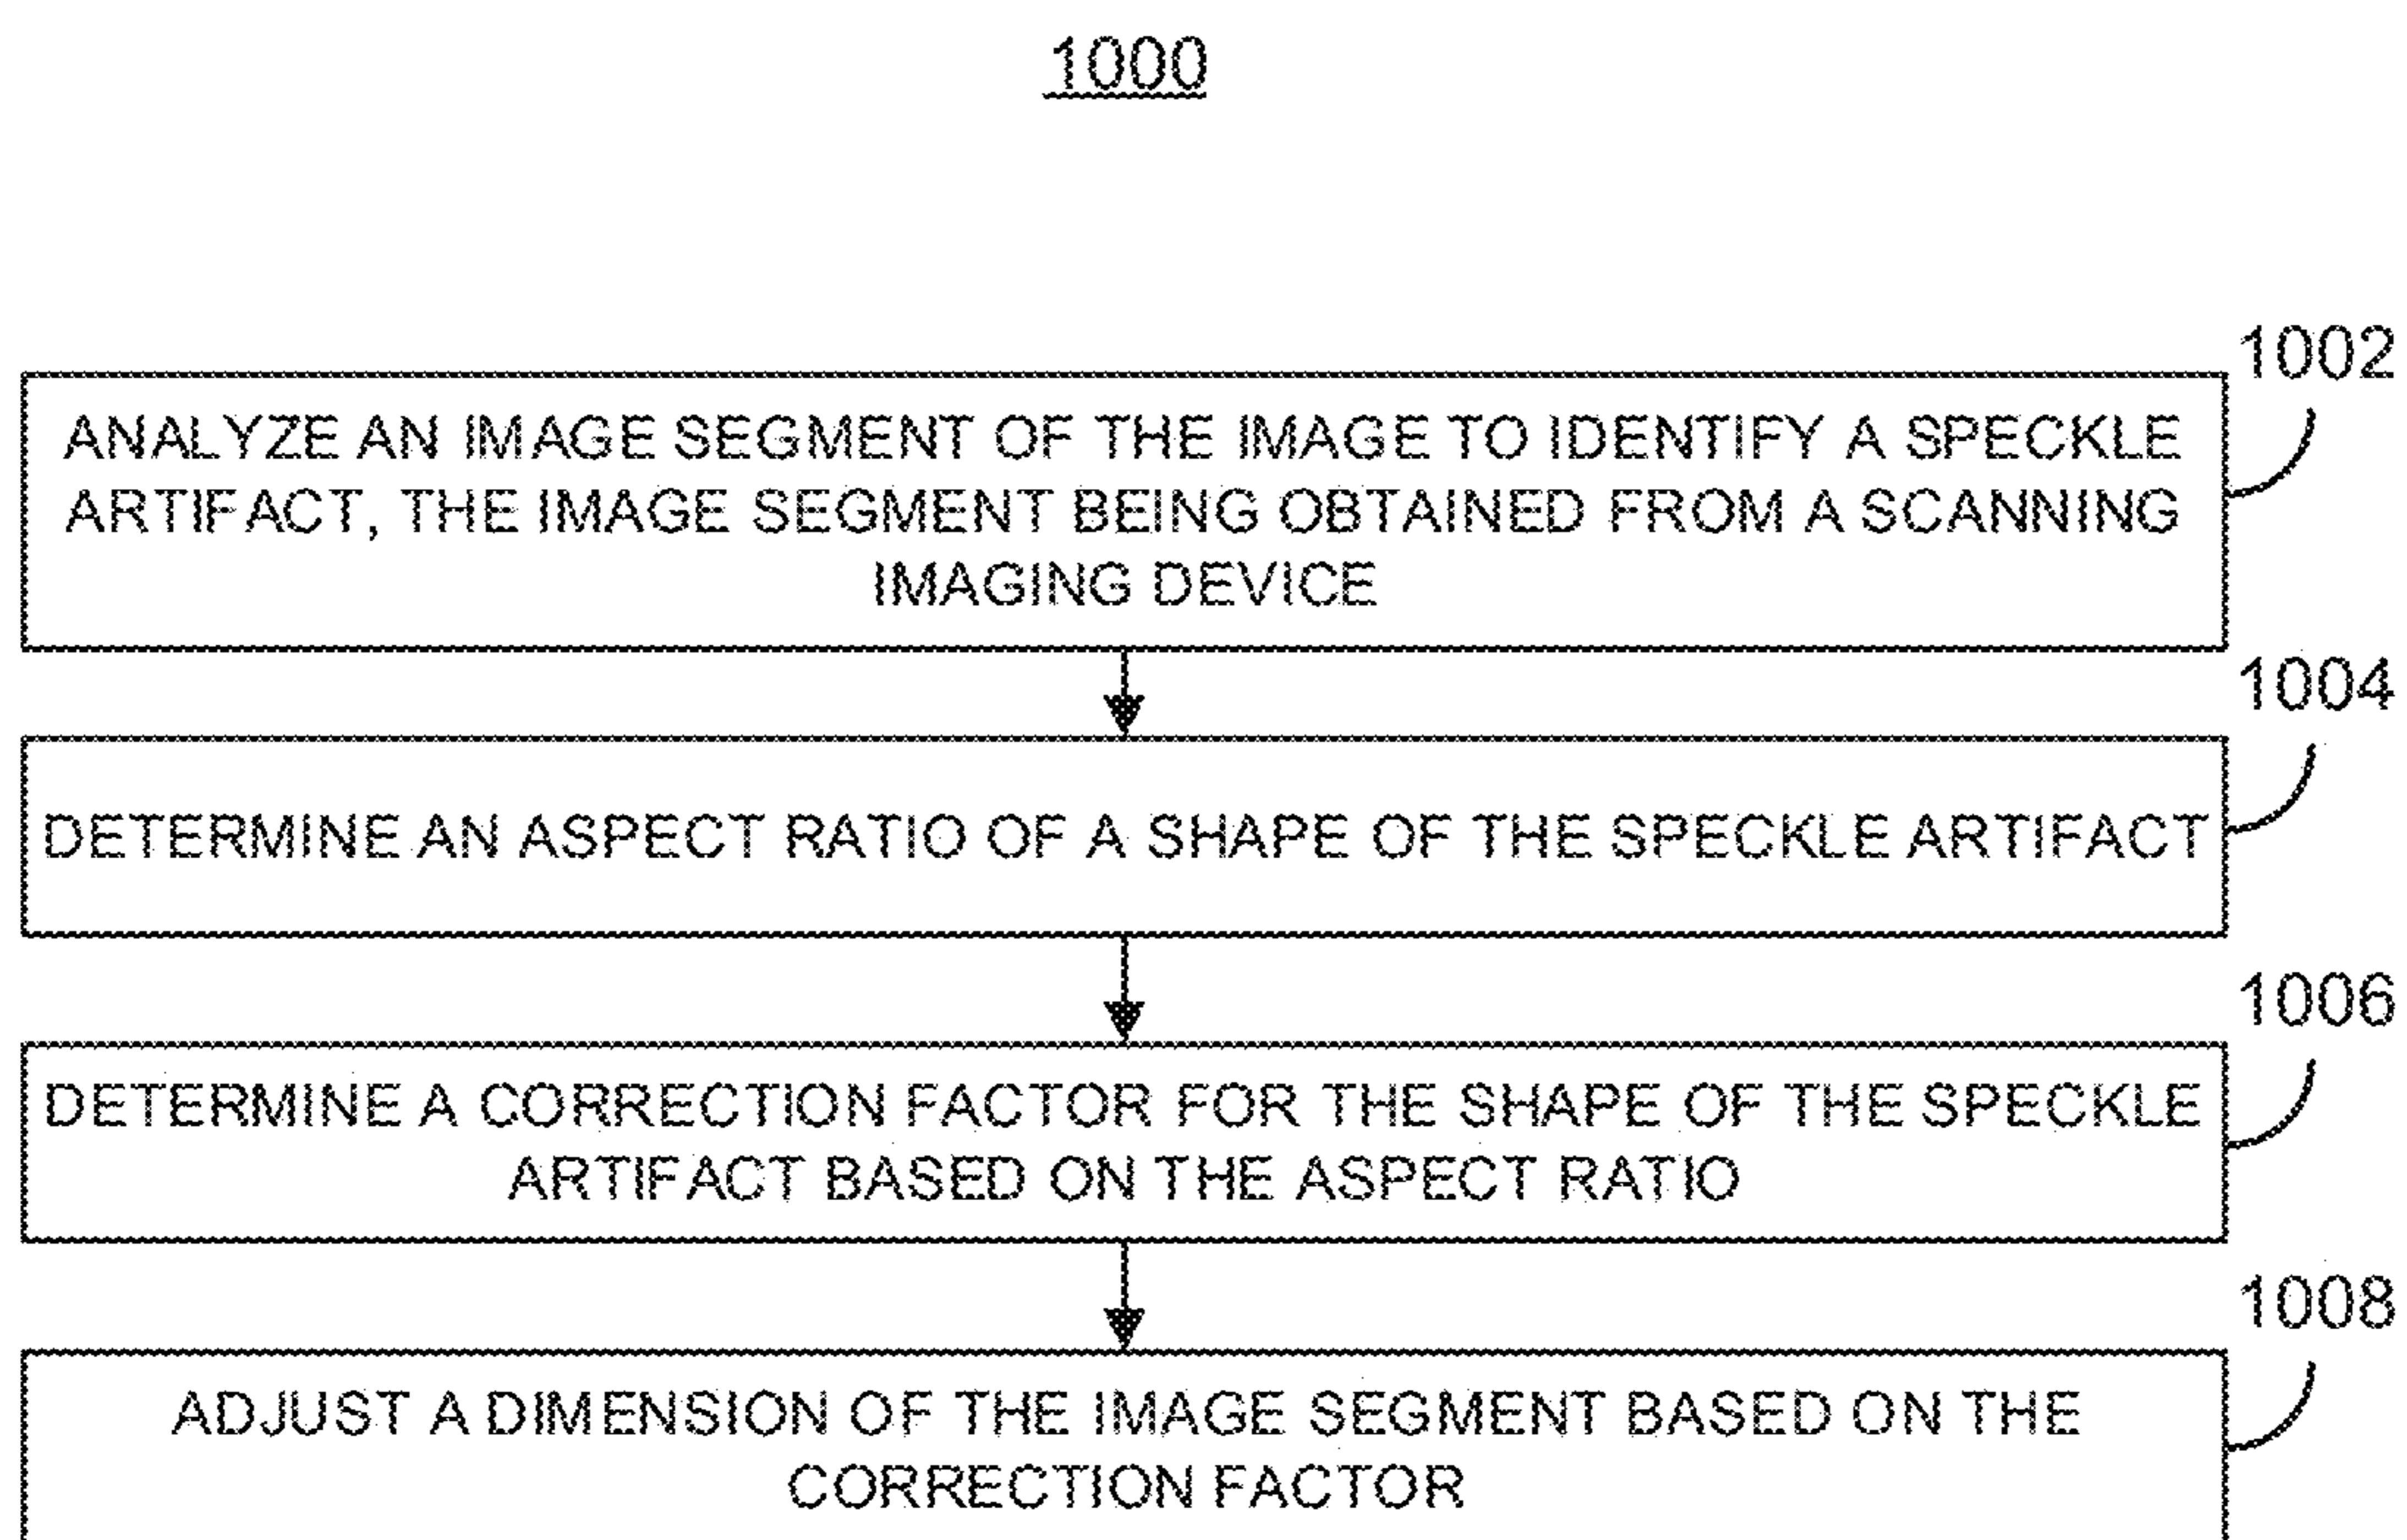 1000
1002
ANALYZE AN IMAGE SEGMENT OF THE IMAGE TO IDENTIFY A SPECKLE
ARTIFACT, THE IMAGE SEGMENT BEING OBTAINED FROM A SCANNING
IMAGING DEVICE
1004
DETERMINE AN ASPECT RATIO OF A SHAPE OF THE SPECKLE ARTIFACT
1006
DETERMINE A CORRECTION FACTOR FOR THE SHAPE OF THE SPECKLE
ARTIFACT BASED ON THE ASPECT RATIO
1008
ADJUST A DIMENSION OF THE IMAGE SEGMENT BASED ON THE
CORRECTION FACTOR